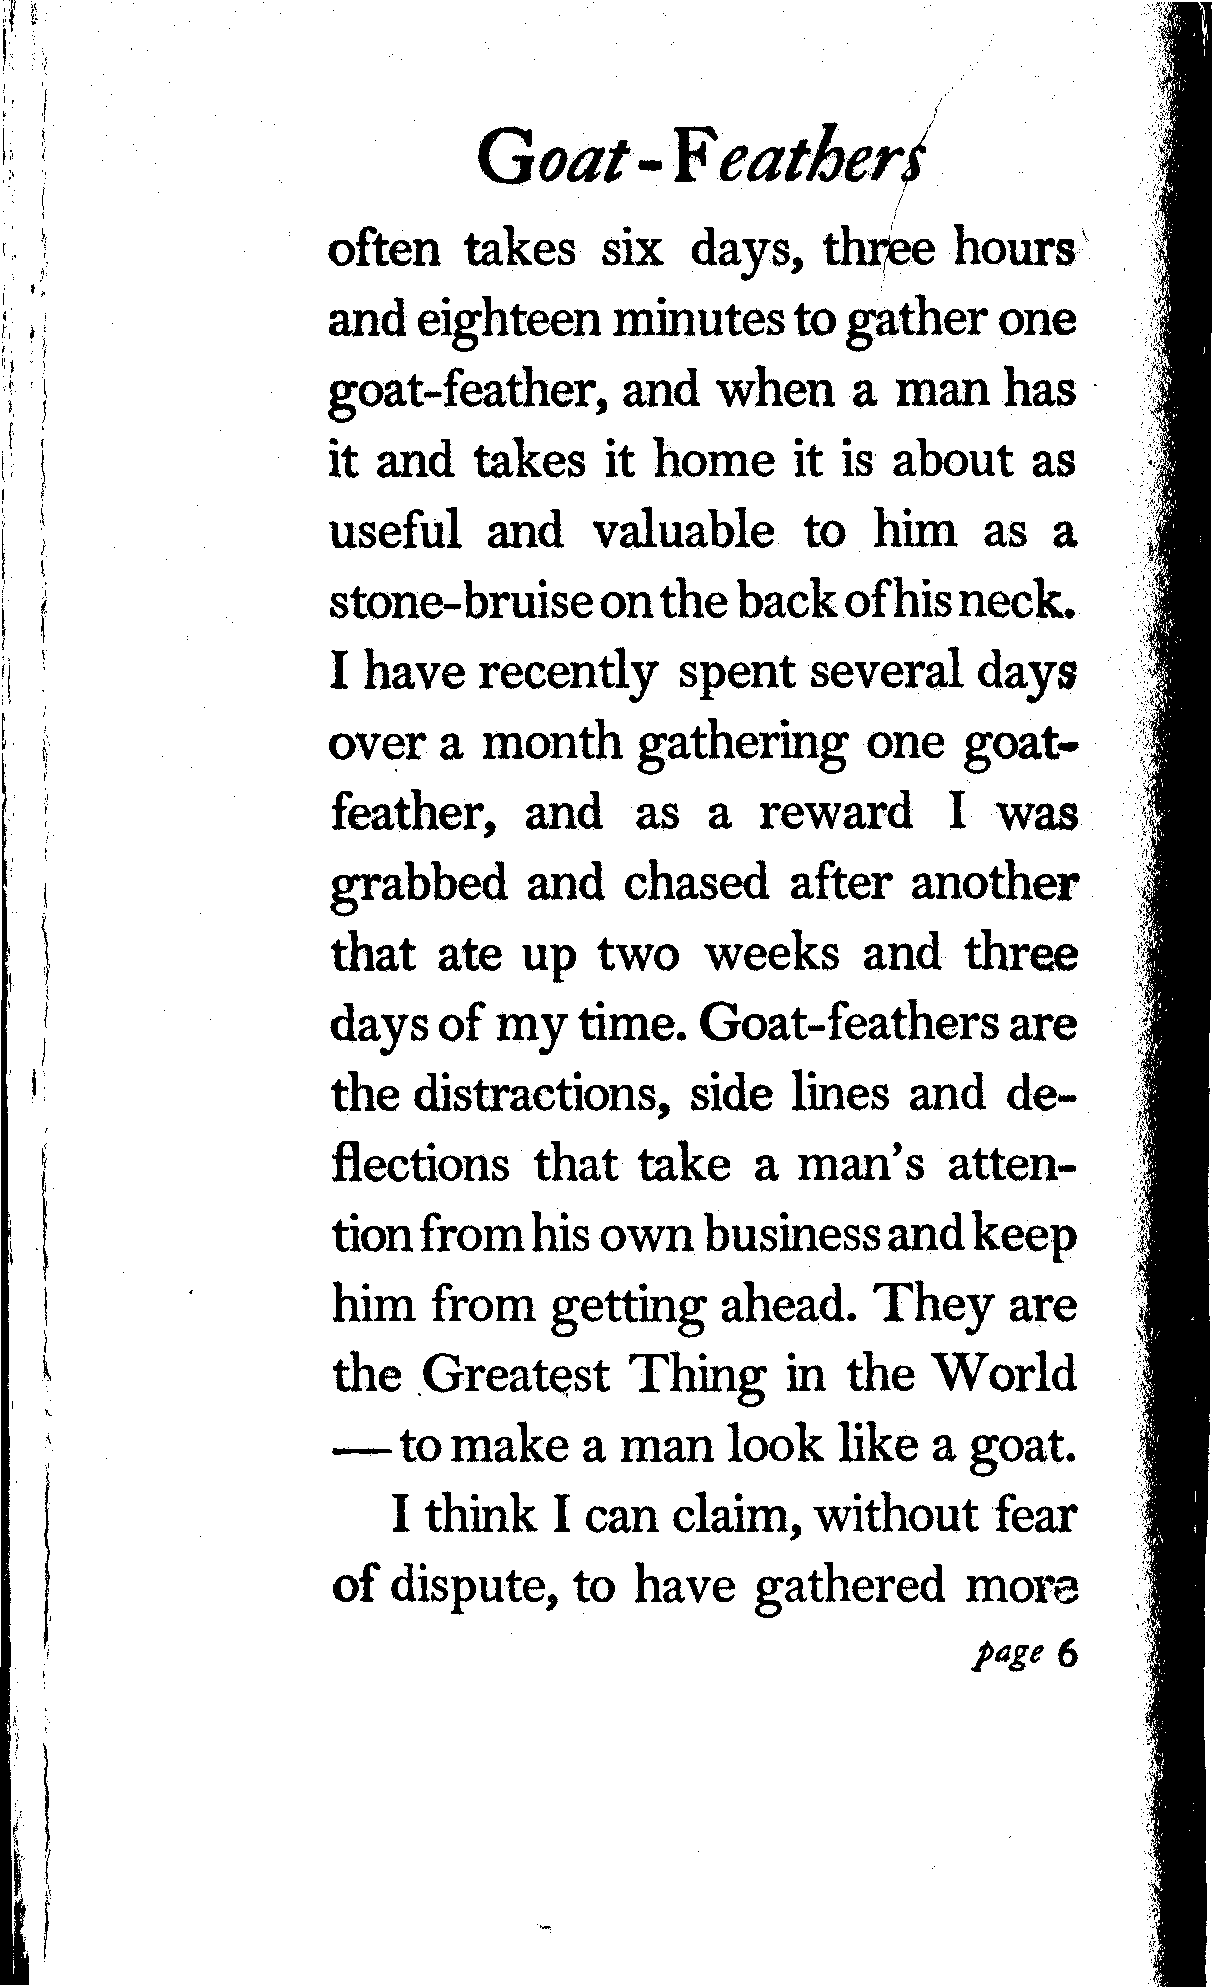 Goat-Feathers
often takes six days, three hours
and eighteen minutes to gather one
goat-feather, and when a man has
it and takes it home it is about as
useful and valuable to him as a
stone-bruise on the back of his neck.
I have recently spent several days
over a month gathering one goat-
feather, and as a reward I was
grabbed and chased after another
that ate up two weeks and three
days of my time. Goat-feathers are
the distractions, side lines and de-
flections that take a man's atten-
tion from his own business and keep
him from getting ahead. They are
the Greatest Thing in the World
—to make a man look like a goat.
I think I can claim, without fear
of dispute, to have gathered more
page 6